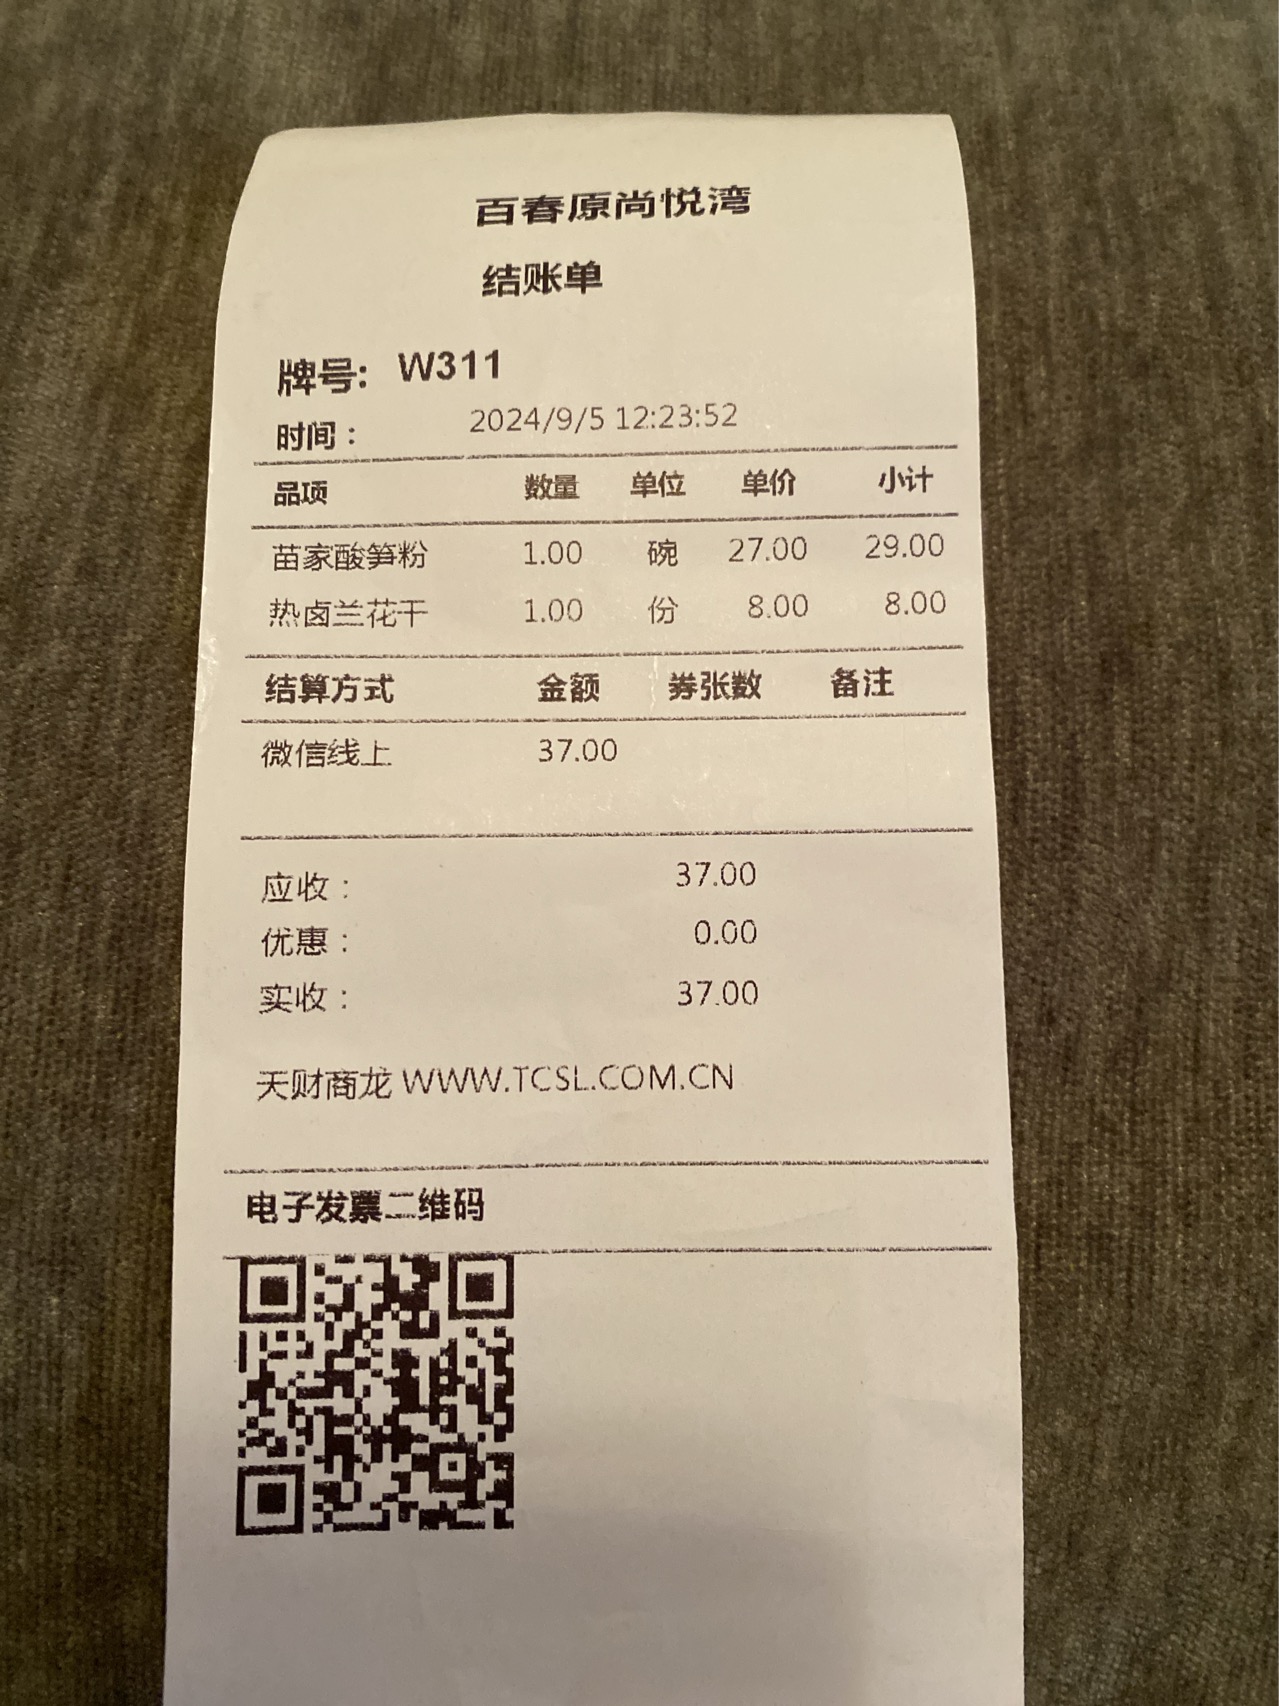 百春原尚悦湾
结账单
牌号: W311
时间： 2024/9/5 12:23:52
品项 数量 单位 单价 小计
苗家酸笋粉 1.00 碗 27.00 29.00
热卤兰花干 1.00 份 8.00 8.00
结算方式 金额 券张数 备注
微信线上 37.00
应收： 37.00
优惠： 0.00
实收： 37.00
天财商龙 WWW.TCSL.COM.CN
电子发票二维码